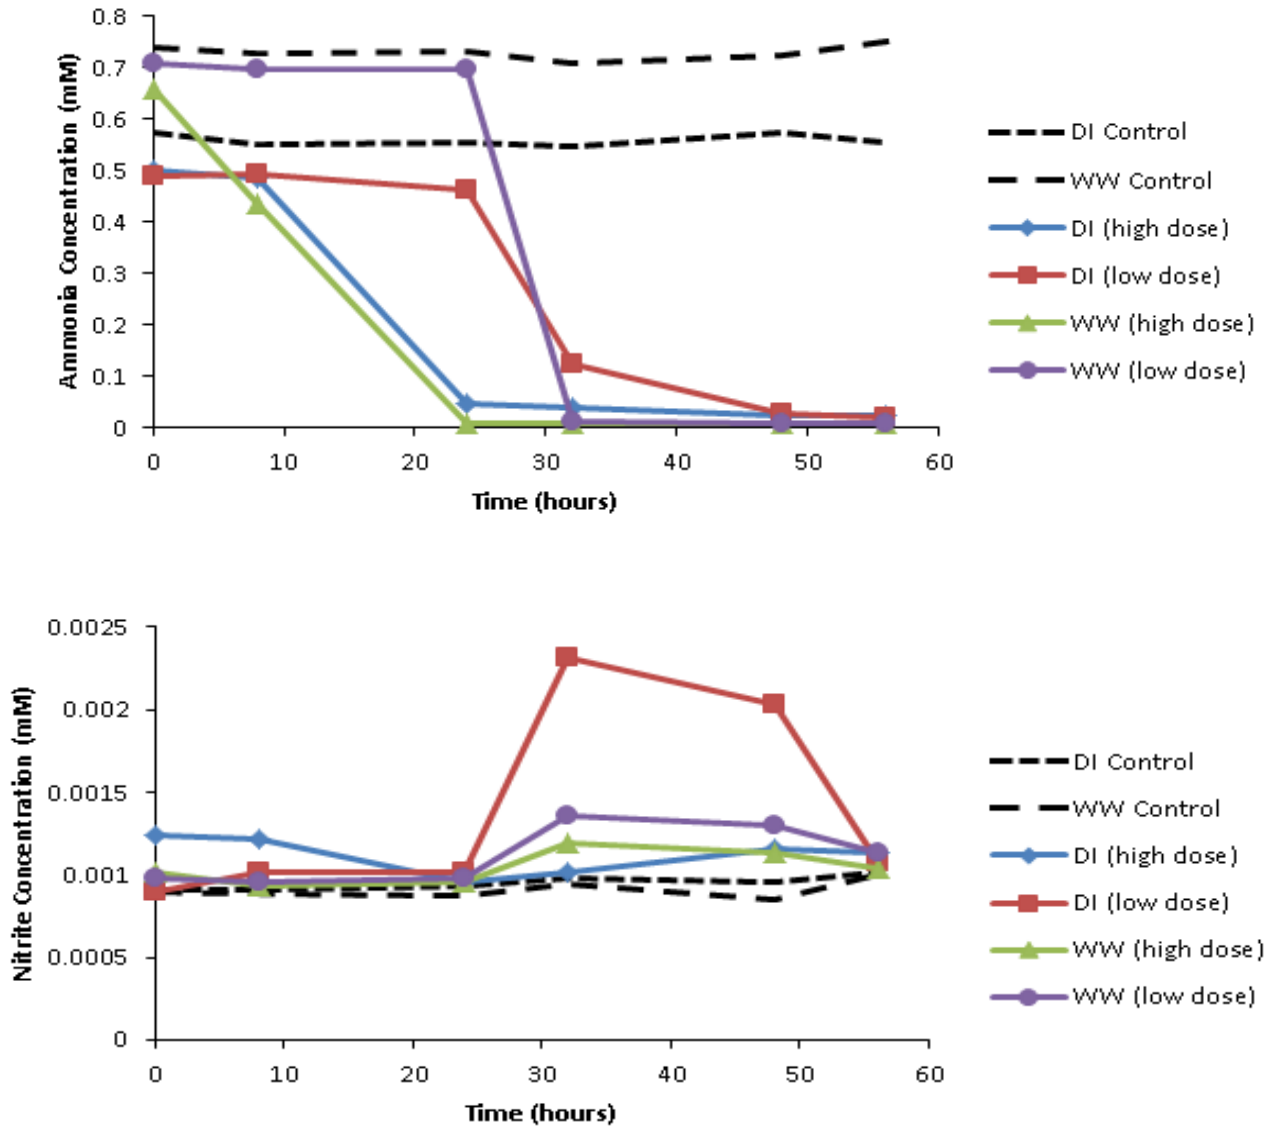 0.8
0.7
0.6
0.5
0.4
0.3
0.2
0.1
0
Ammonia Concentration (mM)
0 10 20 30 40 50 60
Time (hours)
DI Control
WW Control
DI (high dose)
DI (low dose)
WW (high dose)
WW (low dose)
0.0025
0.002
0.0015
0.001
0.0005
0
Nitrite Concentration (mM)
0 10 20 30 40 50 60
Time (hours)
DI Control
WW Control
DI (high dose)
DI (low dose)
WW (high dose)
WW (low dose)